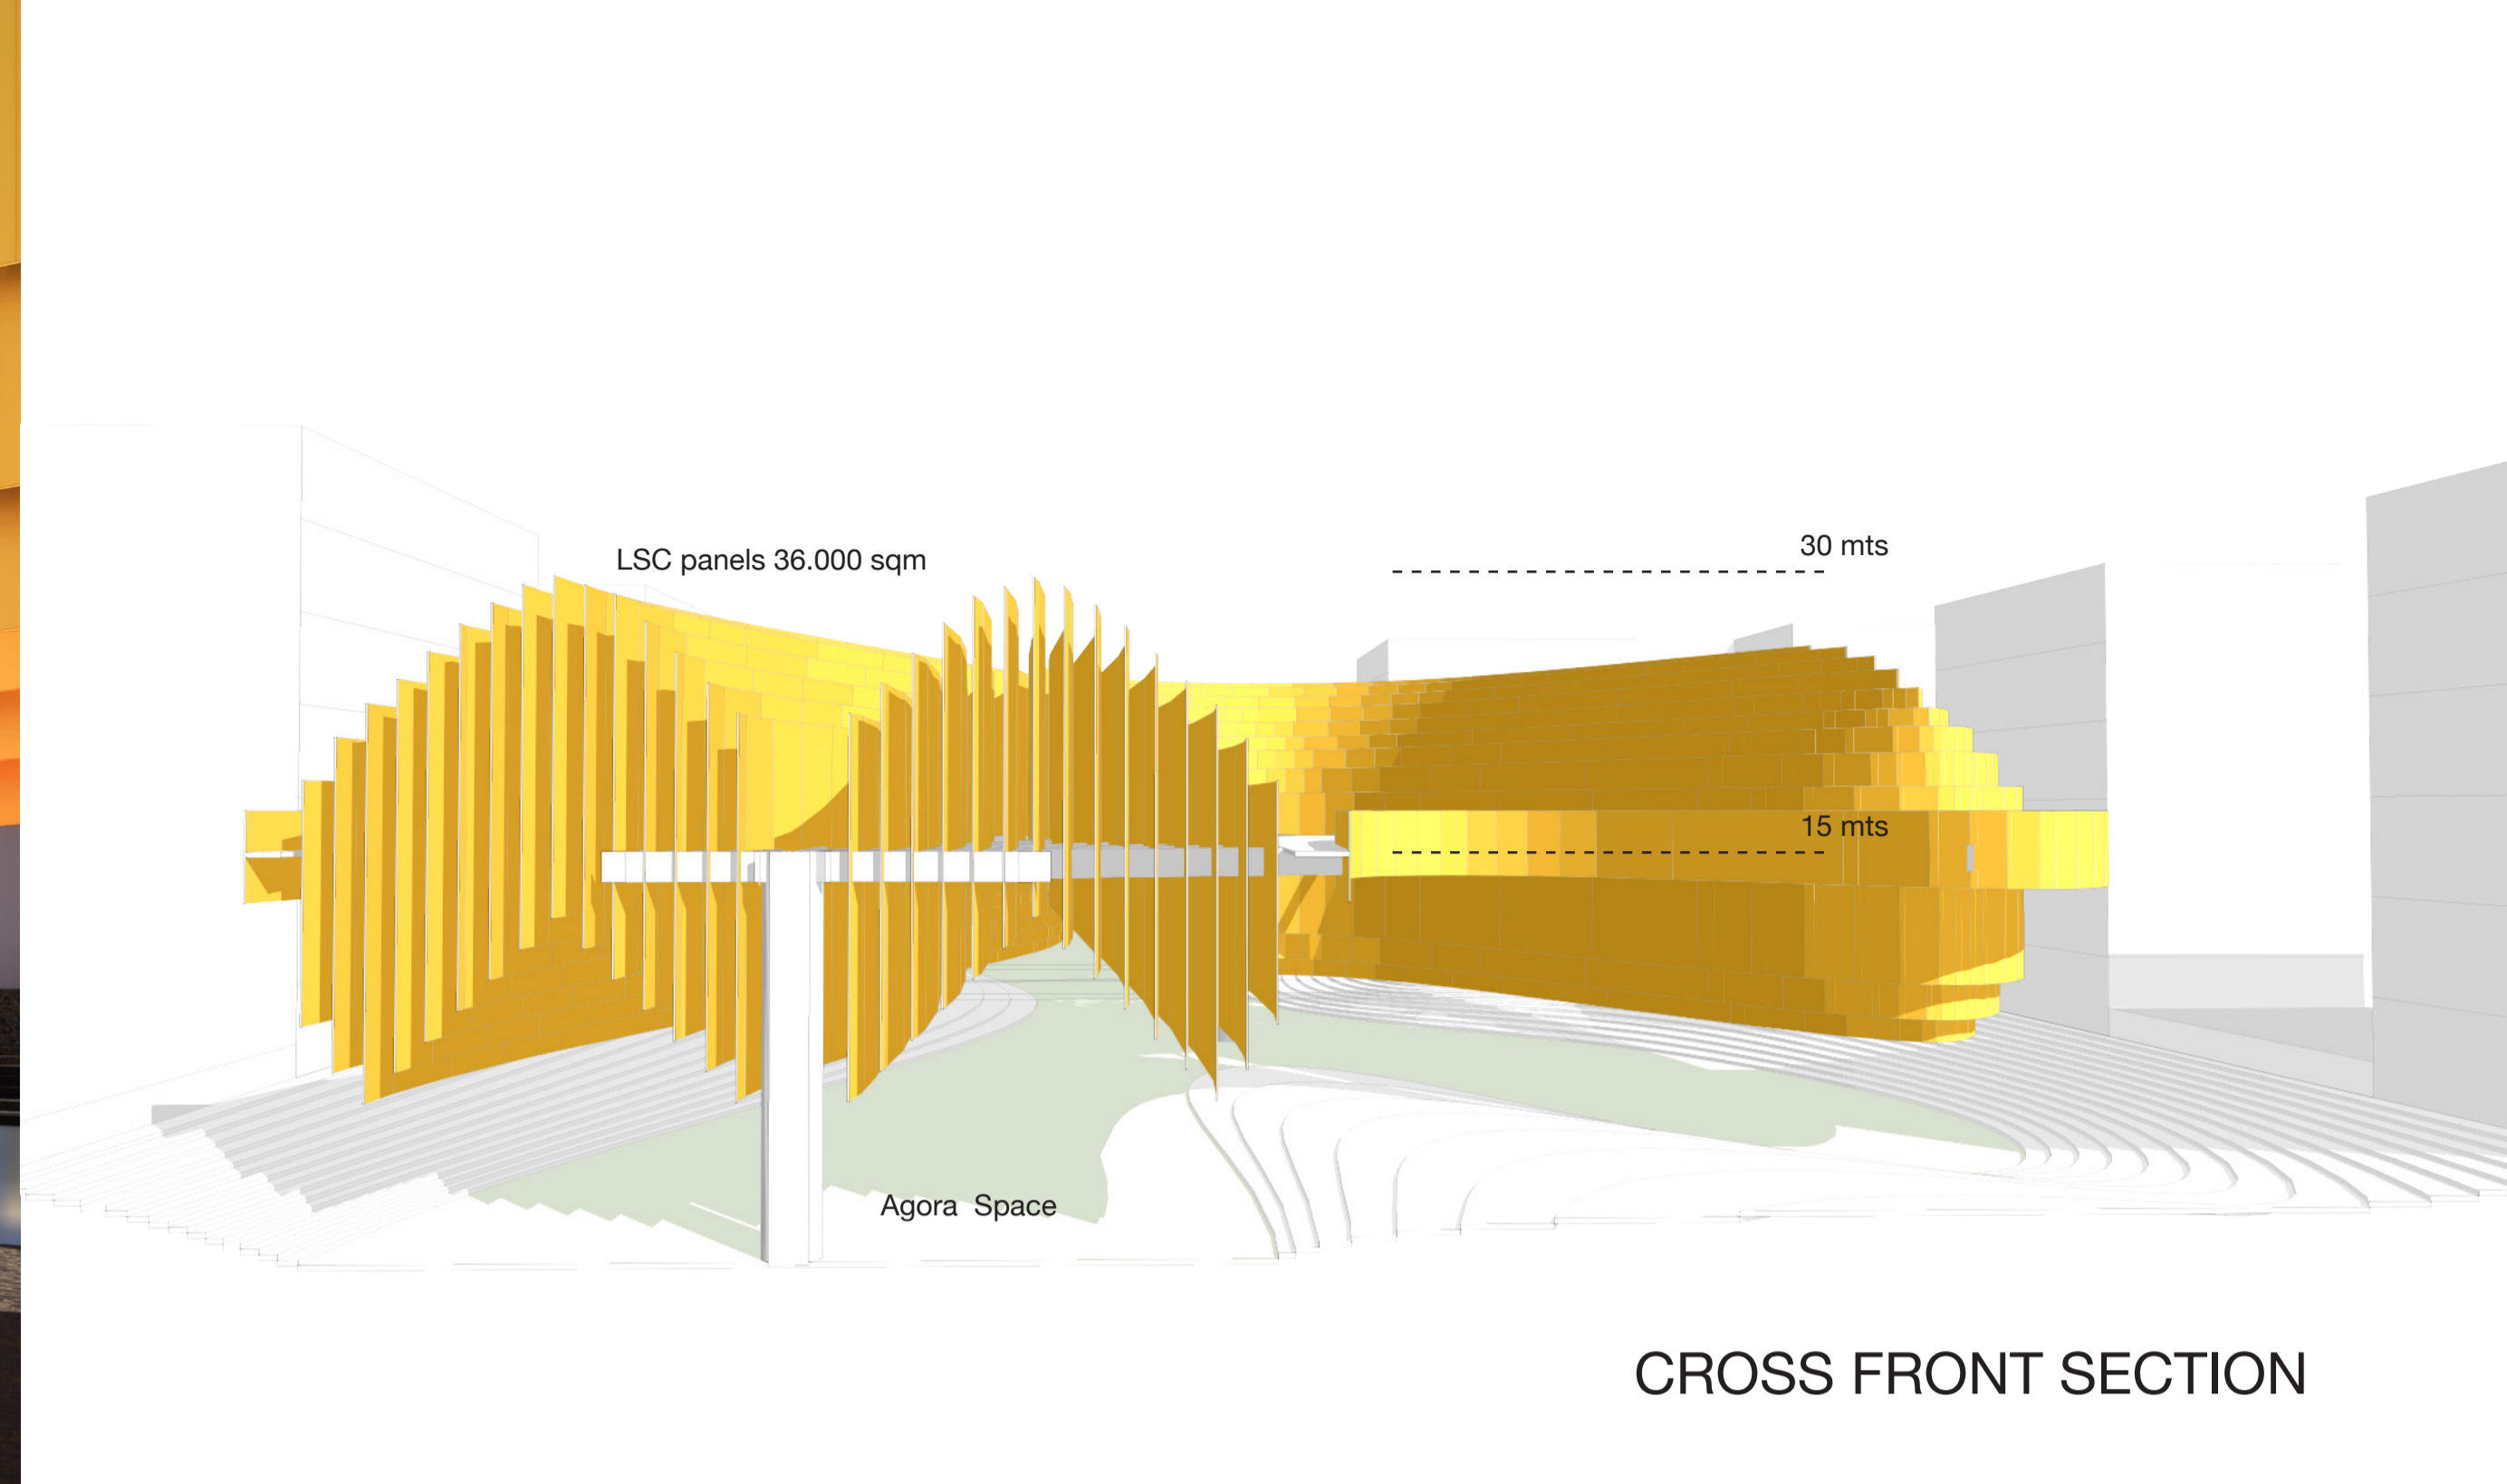 30 mts
LSC panels 36.000 sqm
15 mts
Agora Space
CROSS FRONT SECTION